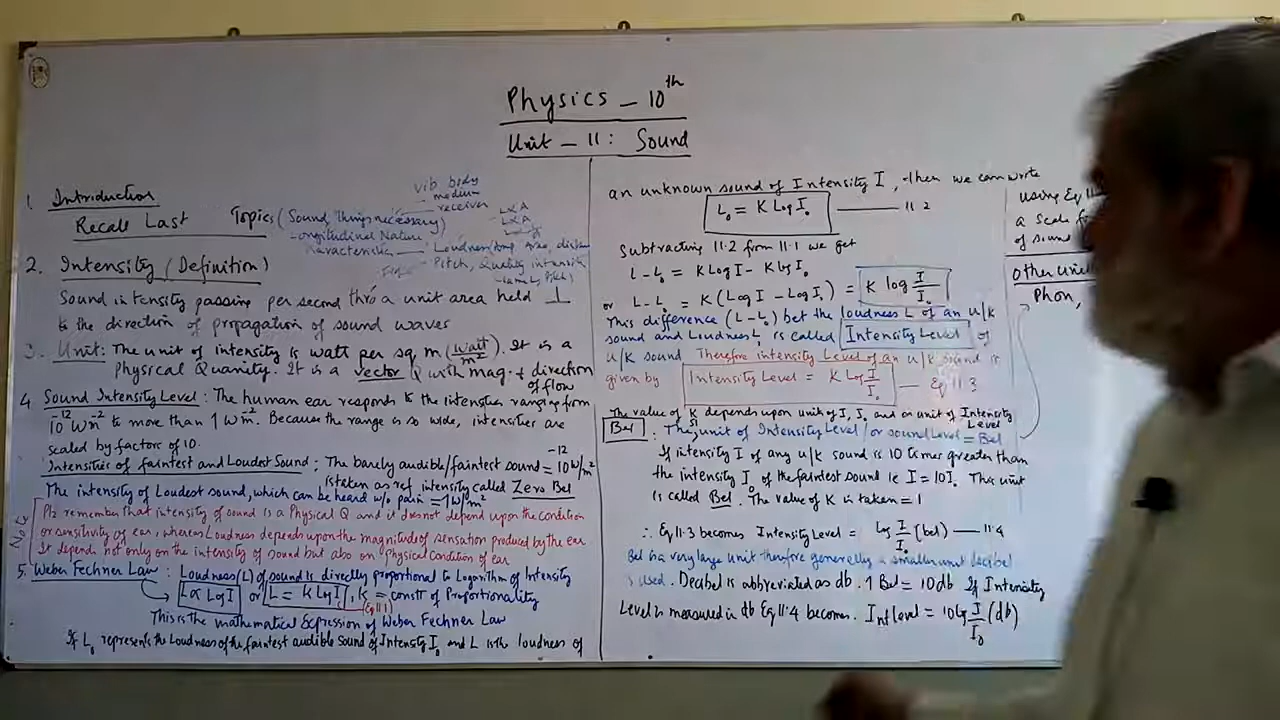 Physics - 10th
Unit - 11: Sound
1. Introduction
Recall Last Topics (Sound, Things necessary)
vib body
medium
receiver
Longitudinal Nature
L∝A
L∝A
Pitch, Quality
2. Intensity (Definition)
Sound intensity passing per second thro a unit area held ⊥
to the direction of propagation of sound waves
3. Unit: The unit of intensity is watt per sq m (watt/m²). It is a
Physical Quanity. It is a vector Q with mag. + direction
of flow
4. Sound Intensity Level: The human ear responds to the intensities ranging from
10⁻¹² Wm⁻² to more than 1 Wm⁻². Because the range is so wide, intensities are
scaled by factors of 10.
Intensities of faintest and Loudest Sound: The barely audible/faintest sound = 10⁻¹² W/m²
is taken as ref intensity called Zero Bel
The intensity of Loudest sound, which can be heard w/o pain = 1 W/m²
Note
Plz remember that intensity of sound is a Physical Q and it does not depend upon the condition
or sensitivity of ear, whereas Loudness depends upon the magnitude of sensation produced by the ear.
It depends not only on the intensity of sound but also on physical condition of ear
5. Weber Fechner Law: Loudness (L) of sound is directly proportional to Logarithm of Intensity
L∝ Log I or L = K Log I, K = constt of Proportionality
Eq 11.1
This is the mathematical Expression of Weber Fechner Law
If L₀ represents the Loudness of the faintest audible Sound of Intensity I₀ and L is the loudness of
an unknown sound of Intensity I, then we can write
L₀ = K Log I₀ 11.2
Subtracting 11.2 from 11.1 we get
L-L₀ = K Log I - K log I₀
or L-L₀ = K (Log I - Log I₀) = K log I/I₀
This difference (L-L₀) bet the loudness L of an u/k
sound and Loudness L₀ is called Intensity Level of
u/k sound Therefore intensity Level of an u/k sound is
given by Intensity Level = K Log I/I₀ — Eq 11.3
The value of K depends upon unit of I, I₀ and on unit of Intensity
Level
Bel: The SI unit of Intensity Level / or sound Level = Bel
If intensity I of any u/k sound is 10 times greater than
the intensity I₀ of the faintest sound ie I = 10I₀. This unit
is called Bel. The value of K is taken = 1
∴ Eq 11.3 becomes Intensity Level = Log I/I₀ (bel) — 11.4
Bel is a very large unit therefore generelly a smaller unit decibel
is used. Decibel is abbreviated as db. 1 Bel = 10 db If Intensity
Level is measured in db Eq 11.4 becomes. Int level = 10 log I/I₀ (db)
using Eq 11
a scale fo
of sound
Other uni
Phon,